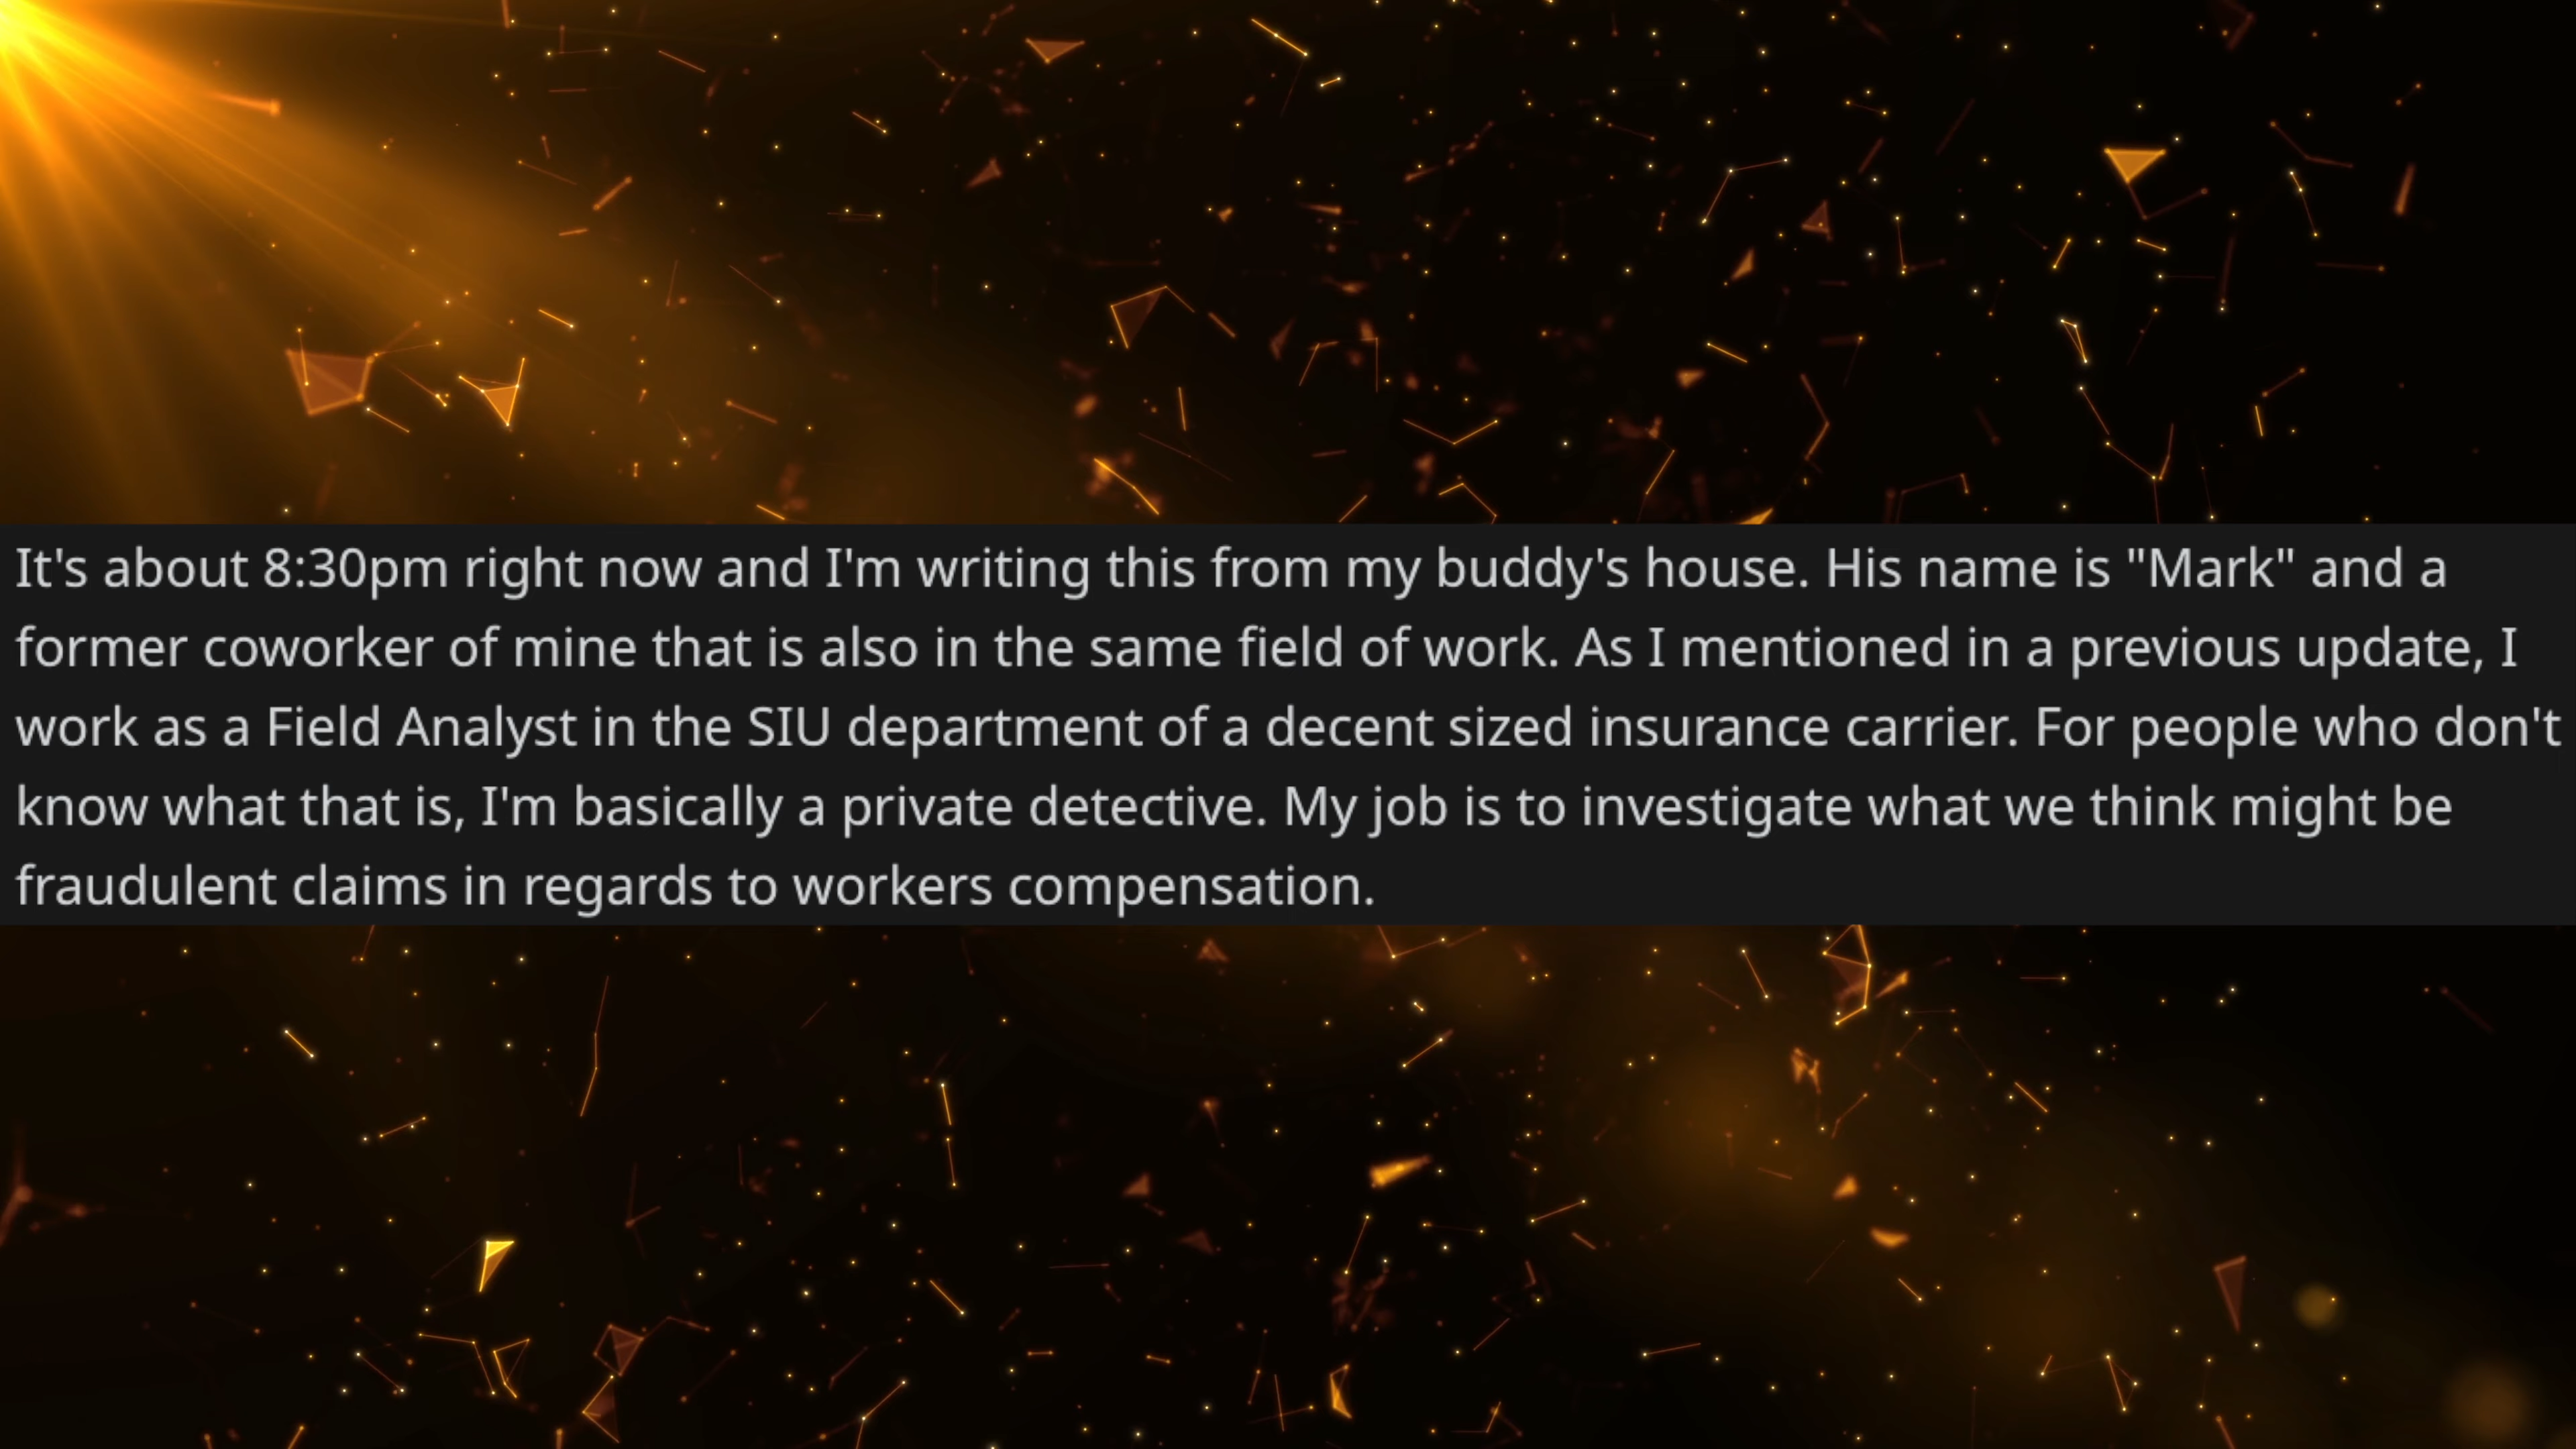 It's about 8:30pm right now and I'm writing this from my buddy's house. His name is "Mark" and a
former coworker of mine that is also in the same field of work. As I mentioned in a previous update, I
work as a Field Analyst in the SIU department of a decent sized insurance carrier. For people who don't
know what that is, I'm basically a private detective. My job is to investigate what we think might be
fraudulent claims in regards to workers compensation.